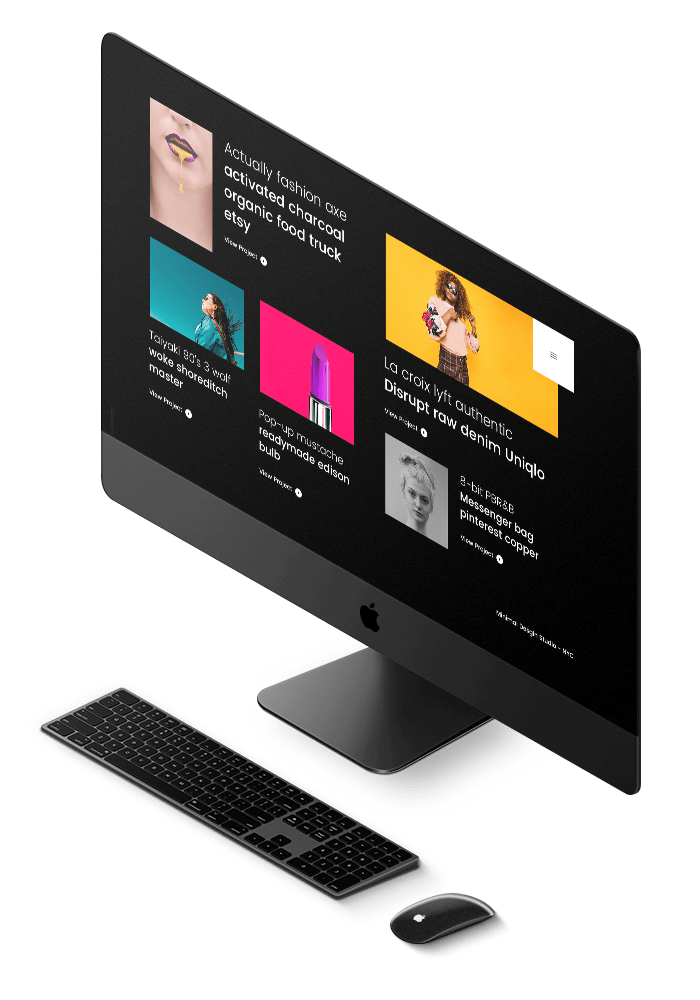 Actually fashion axe
activated charcoal
organic food truck
etsy
View Project
Taiyaki 90's 3 wolf
woke shoreditch
master
View Project
Pop-up mustache
readymade edison
bulb
View Project
La croix lyft authentic
Disrupt raw denim Uniqlo
View Project
8-bit PBR&B
Messenger bag
pinterest copper
View Project
Minimal Design Studio - NYC